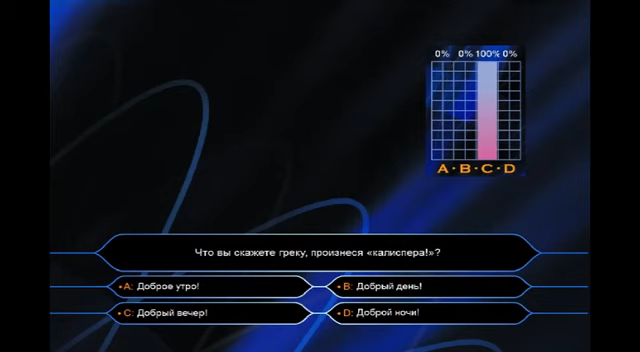 0% 0% 100% 0%
A·B·C·D
Что вы скажете греку, произнеся «калиспера!»?
•A: Доброе утро!
•B: Добрый день!
•C: Добрый вечер!
•D: Доброй ночи!